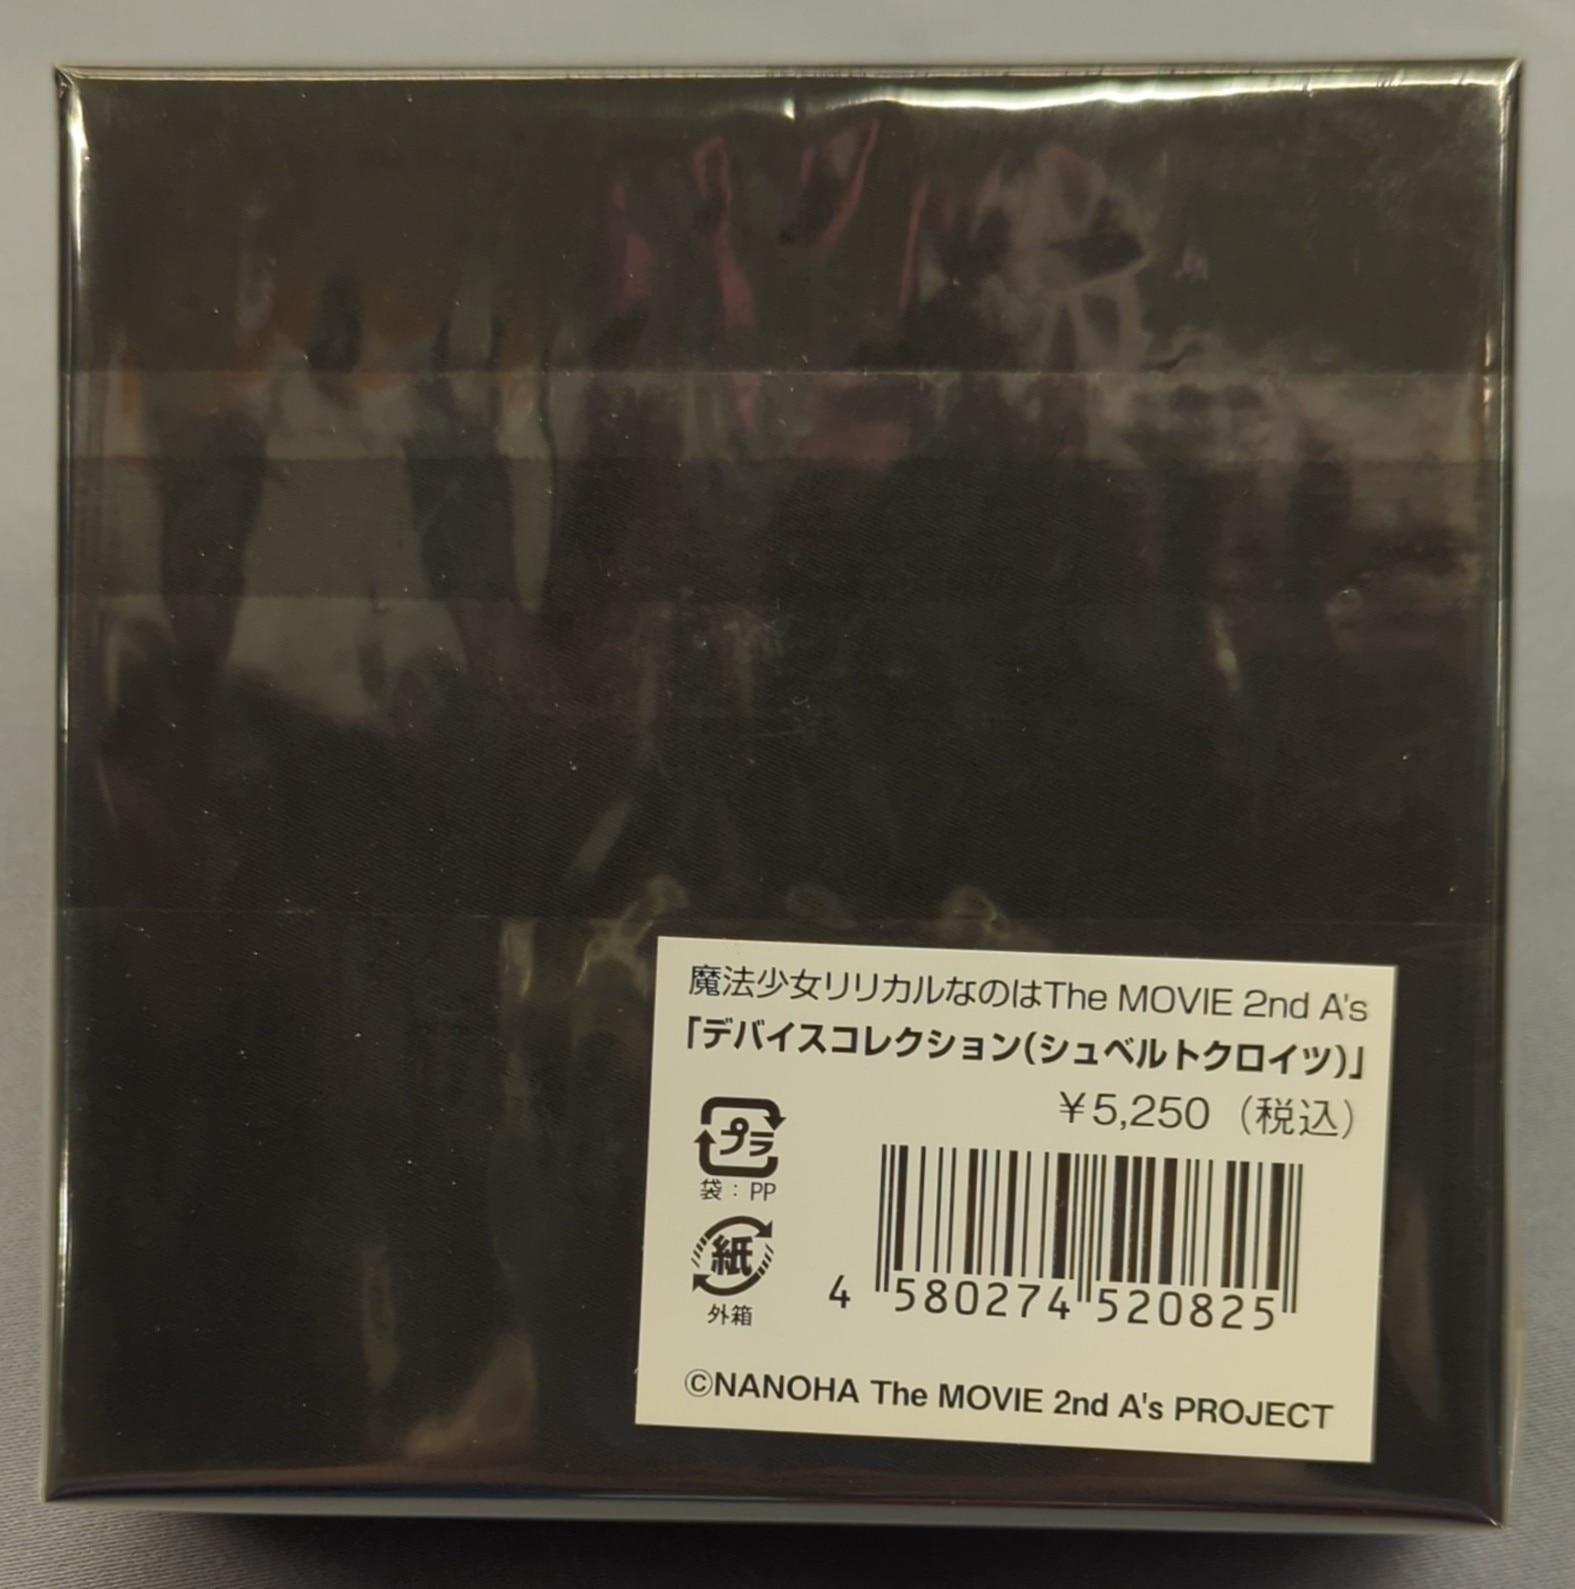 魔法少女リリカルなのはThe MOVIE 2nd A's
「デバイスコレクション(シュベルトクロイツ)」
¥5,250（税込）
プラ
袋：PP
紙
外箱
4 580274 520825
©NANOHA The MOVIE 2nd A's PROJECT